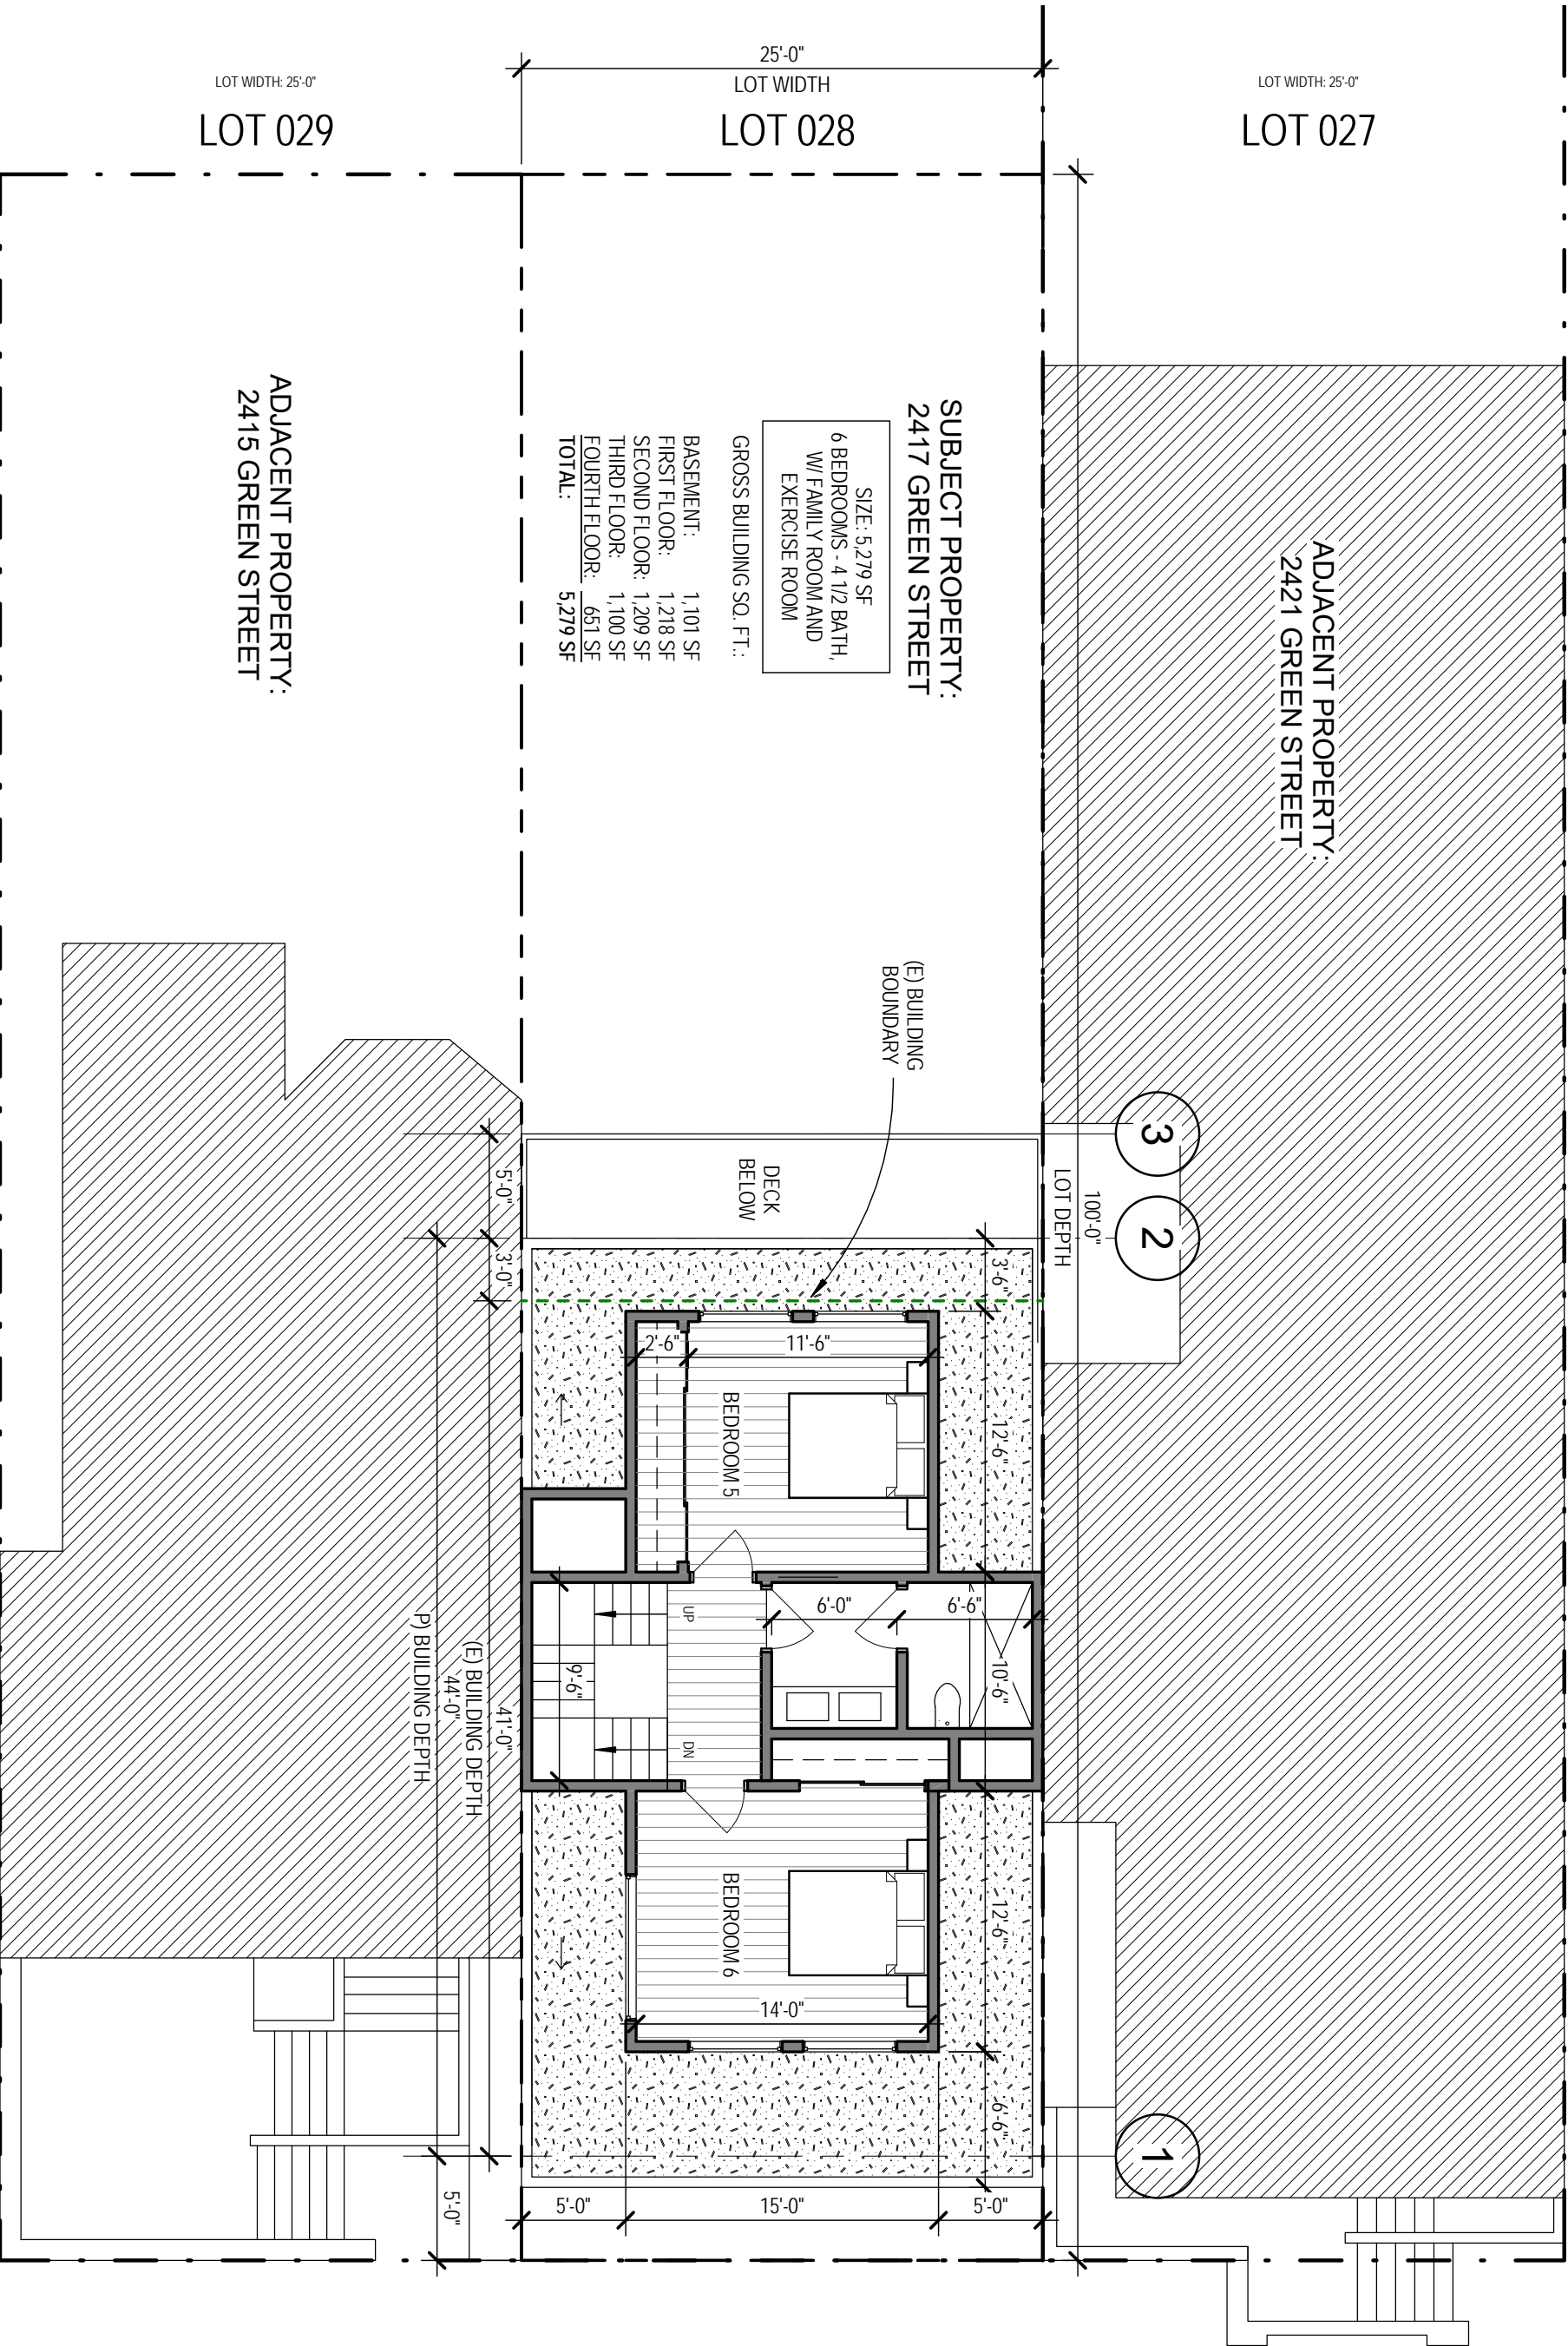 25'-0"
LOT WIDTH
LOT WIDTH: 25'-0"
LOT 029
LOT 028
LOT WIDTH: 25'-0"
LOT 027
ADJACENT PROPERTY:
2415 GREEN STREET
SUBJECT PROPERTY:
2417 GREEN STREET
SIZE: 5,279 SF
6 BEDROOMS - 4 1/2 BATH,
W/ FAMILY ROOM AND
EXERCISE ROOM
GROSS BUILDING SQ. FT.:
BASEMENT: 1,101 SF
FIRST FLOOR: 1,218 SF
SECOND FLOOR: 1,209 SF
THIRD FLOOR: 1,100 SF
FOURTH FLOOR: 651 SF
TOTAL: 5,279 SF
ADJACENT PROPERTY:
2421 GREEN STREET
(E) BUILDING
BOUNDARY
3
2
100'-0"
LOT DEPTH
DECK
BELOW
5'-0"
3'-0"
3'-6"
2'-6"
11'-6"
BEDROOM 5
12'-6"
6'-0"
6'-6"
UP
9'-6"
10'-6"
DN
41'-0"
(E) BUILDING DEPTH
44'-0"
P) BUILDING DEPTH
BEDROOM 6
12'-6"
14'-0"
6'-6"
1
5'-0"
5'-0"
15'-0"
5'-0"